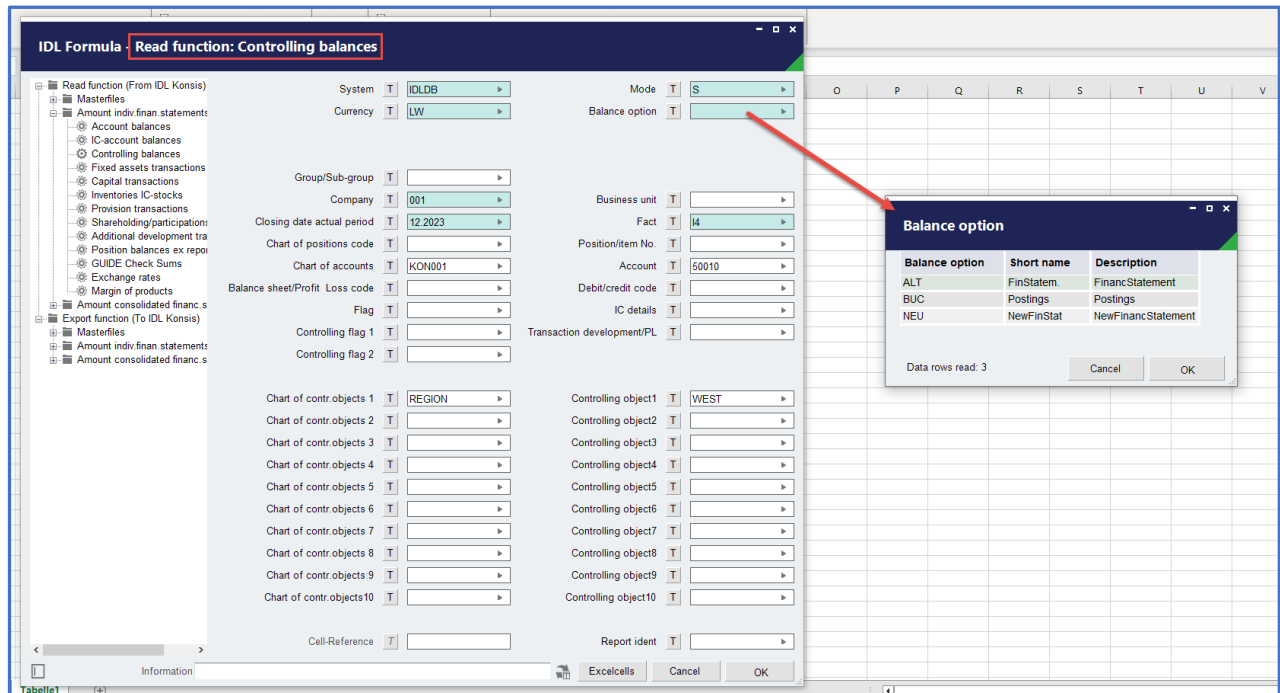 IDL Formula - Read function: Controlling balances
Read function (From IDL Konsis)
Masterfiles
Amount indiv.finan.statements
Account balances
IC-account balances
Controlling balances
Fixed assets transactions
Capital transactions
Inventories IC-stocks
Provision transactions
Shareholding/participations
Additional development tra
Position balances ex repor
GUIDE Check Sums
Exchange rates
Margin of products
Amount consolidated financ.s
Export function (To IDL Konsis)
Masterfiles
Amount indiv.finan.statements
Amount consolidated financ.s
System T IDLDB Mode T S
Currency T LW Balance option T
Group/Sub-group T
Company T 001 Business unit T
Closing date actual period T 12.2023 Fact T I4
Chart of positions code T Position/item No. T
Chart of accounts T KON001 Account T 50010
Balance sheet/Profit Loss code T Debit/credit code T
Flag T IC details T
Controlling flag 1 T Transaction development/PL T
Controlling flag 2 T
Chart of contr.objects 1 T REGION Controlling object1 T WEST
Chart of contr.objects 2 T Controlling object2 T
Chart of contr.objects 3 T Controlling object3 T
Chart of contr.objects 4 T Controlling object4 T
Chart of contr.objects 5 T Controlling object5 T
Chart of contr.objects 6 T Controlling object6 T
Chart of contr.objects 7 T Controlling object7 T
Chart of contr.objects 8 T Controlling object8 T
Chart of contr.objects 9 T Controlling object9 T
Chart of contr.objects10 T Controlling object10 T
Cell-Reference T Report ident T
Information Excelcells Cancel OK
Tabelle1
O P Q R S T U V
Balance option
Balance option Short name Description
ALT FinStatem. FinancStatement
BUC Postings Postings
NEU NewFinStat NewFinancStatement
Data rows read: 3 Cancel OK